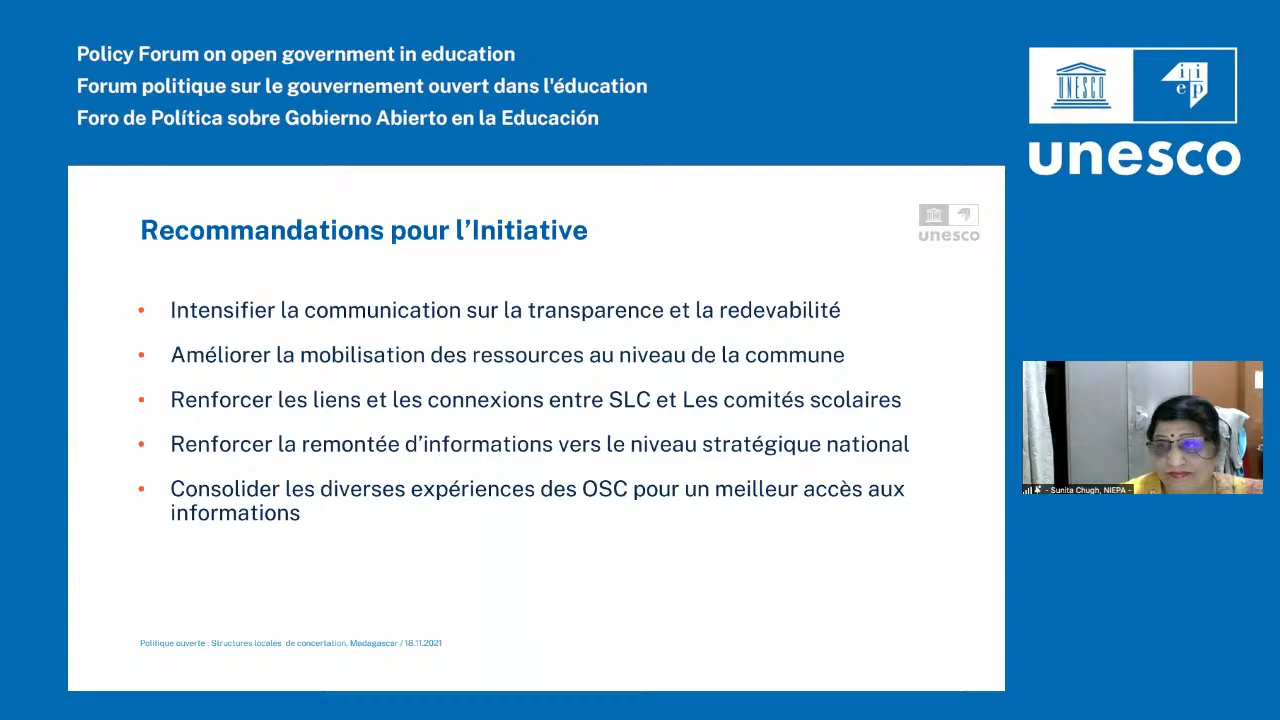 Policy Forum on open government in education
Forum politique sur le gouvernement ouvert dans l'éducation
Foro de Política sobre Gobierno Abierto en la Educación
UNESCO
iiep
unesco
Recommandations pour l’Initiative
unesco
• Intensifier la communication sur la transparence et la redevabilité
• Améliorer la mobilisation des ressources au niveau de la commune
• Renforcer les liens et les connexions entre SLC et Les comités scolaires
• Renforcer la remontée d’informations vers le niveau stratégique national
• Consolider les diverses expériences des OSC pour un meilleur accès aux
informations
- Sunita Chugh, NIEPA -
Politique ouverte : Structures locales de concertation, Madagascar / 18.11.2021